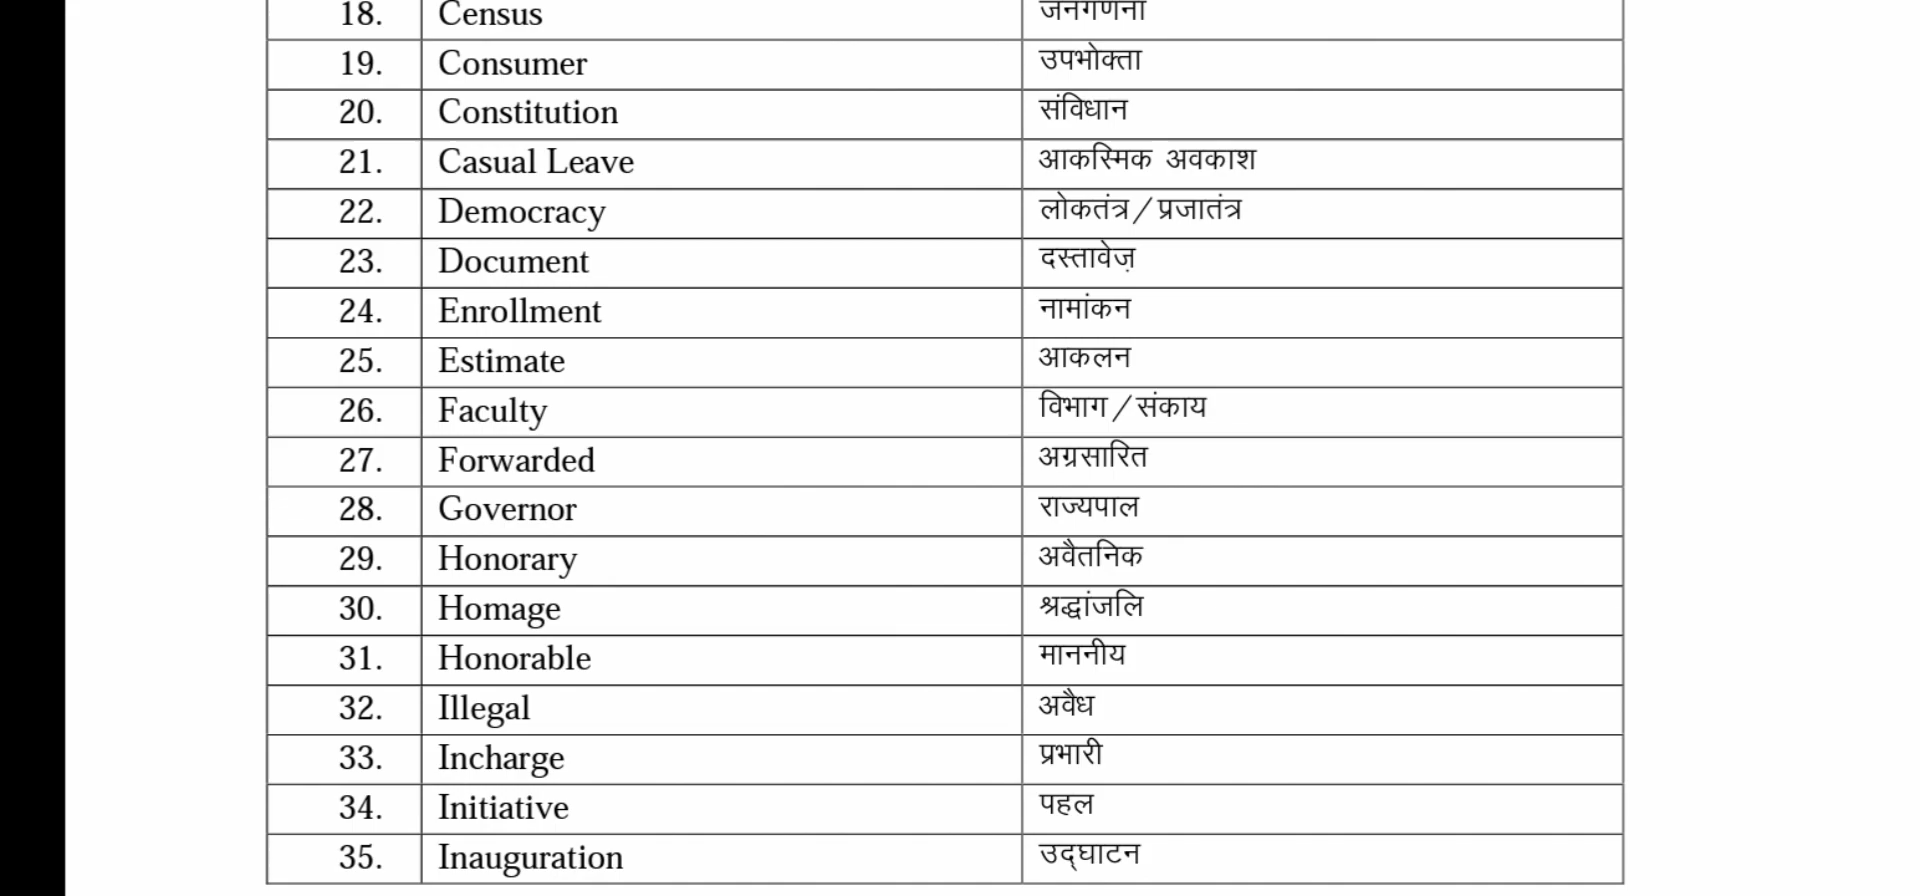 18. Census जनगणना
19. Consumer उपभोक्ता
20. Constitution संविधान
21. Casual Leave आकस्मिक अवकाश
22. Democracy लोकतंत्र/प्रजातंत्र
23. Document दस्तावेज़
24. Enrollment नामांकन
25. Estimate आकलन
26. Faculty विभाग/संकाय
27. Forwarded अग्रसारित
28. Governor राज्यपाल
29. Honorary अवैतनिक
30. Homage श्रद्धांजलि
31. Honorable माननीय
32. Illegal अवैध
33. Incharge प्रभारी
34. Initiative पहल
35. Inauguration उद्‌घाटन